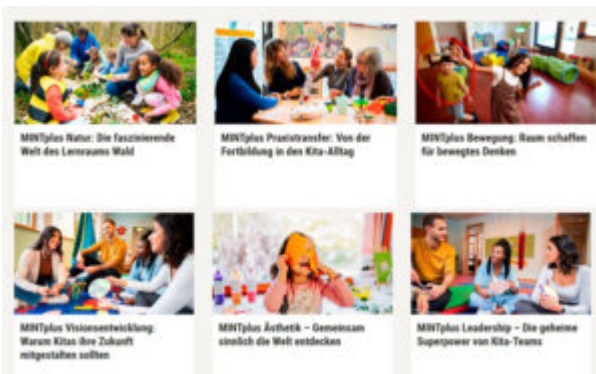 MINTplus Natur: Die faszinierende
Welt des Lernraums Wald
MINTplus Praxistransfer: Von der
Fortbildung in den Kita-Alltag
MINTplus Bewegung: Raum schaffen
für bewegtes Denken
MINTplus Visionsentwicklung:
Warum Kitas ihre Zukunft
mitgestalten sollten
MINTplus Ästhetik – Gemeinsam
sinnlich die Welt entdecken
MINTplus Leadership – Die geheime
Superpower von Kita-Teams